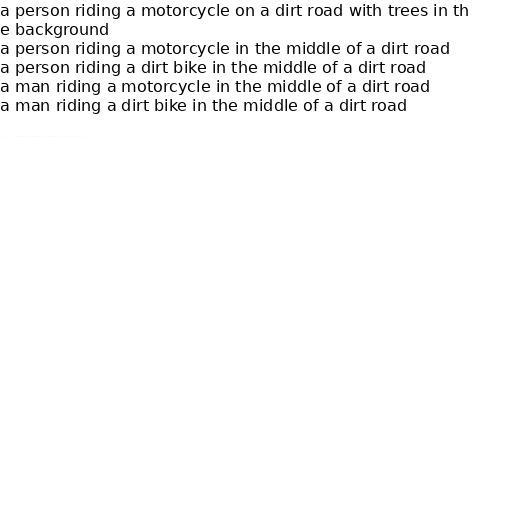 a person riding a motorcycle on a dirt road with trees in th
e background
a person riding a motorcycle in the middle of a dirt road
a person riding a dirt bike in the middle of a dirt road
a man riding a motorcycle in the middle of a dirt road
a man riding a dirt bike in the middle of a dirt road